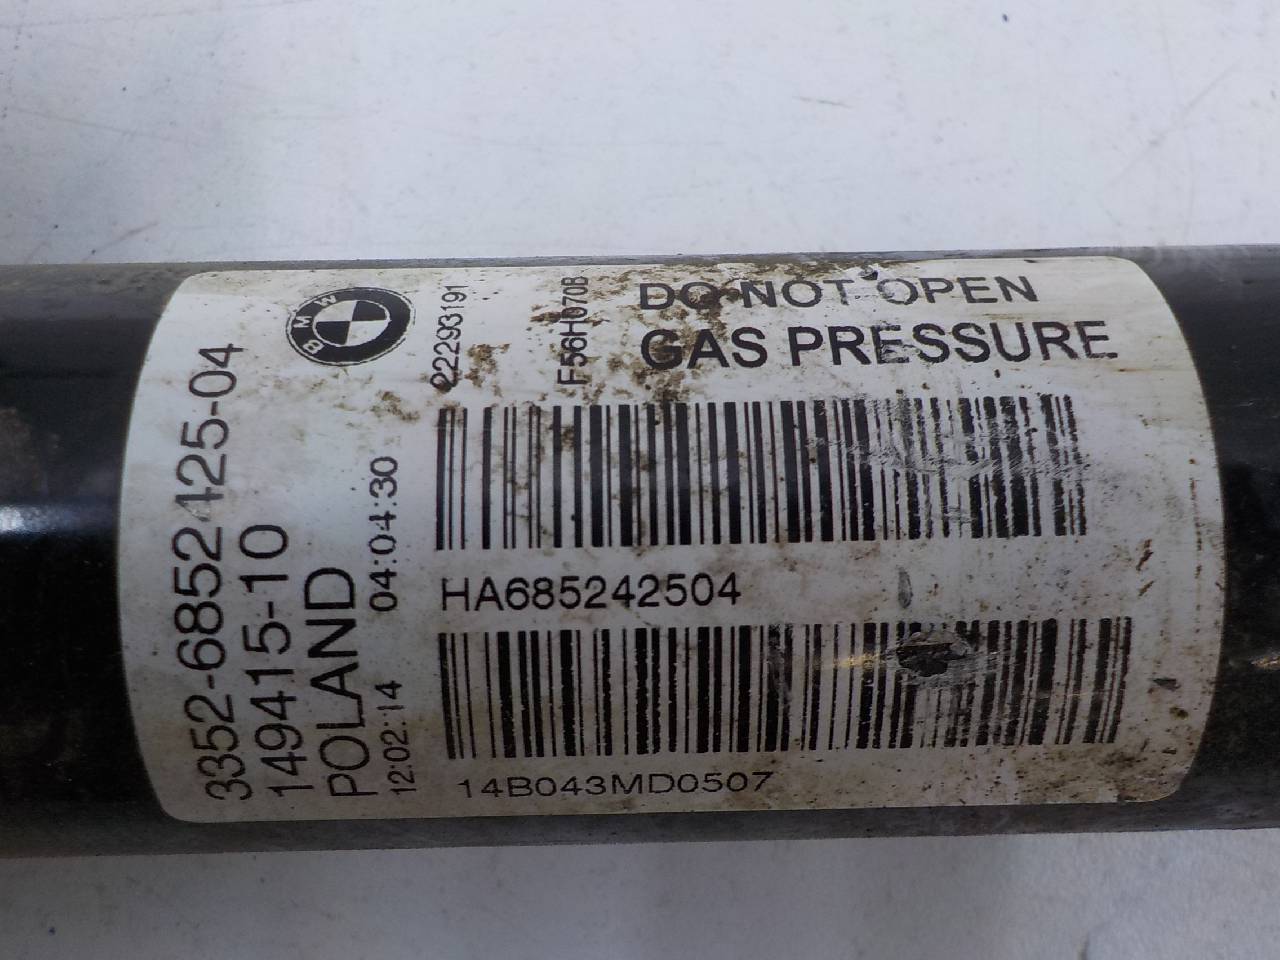 BMW
3352-6852425-04
149415-10
POLAND
12:02:14 04:04:30
22293191
F56H070B
DO NOT OPEN
GAS PRESSURE
HA685242504
14B043MD0507